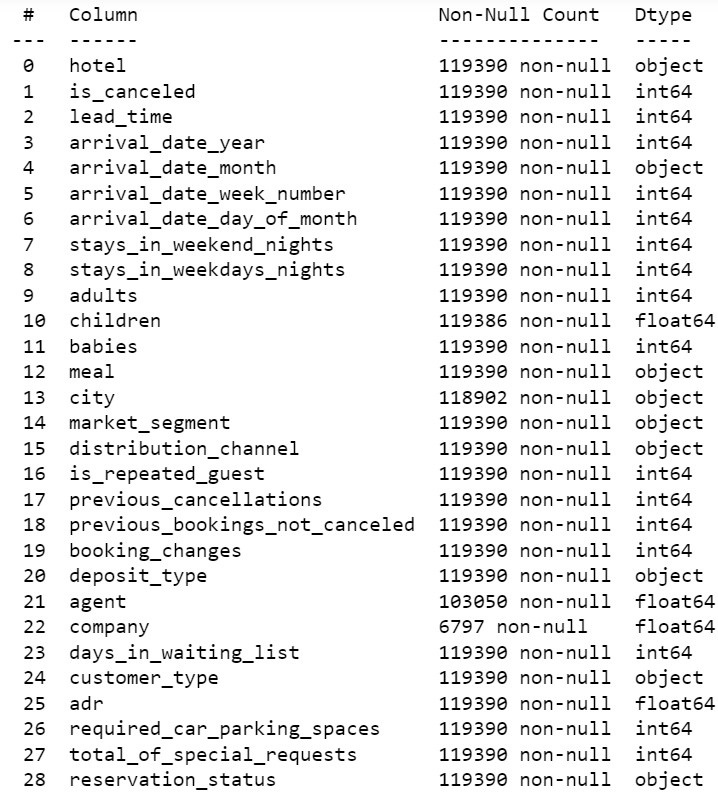 #   Column                          Non-Null Count   Dtype
---  ------                          --------------   -----
 0   hotel                           119390 non-null  object
 1   is_canceled                     119390 non-null  int64
 2   lead_time                       119390 non-null  int64
 3   arrival_date_year               119390 non-null  int64
 4   arrival_date_month              119390 non-null  object
 5   arrival_date_week_number        119390 non-null  int64
 6   arrival_date_day_of_month       119390 non-null  int64
 7   stays_in_weekend_nights         119390 non-null  int64
 8   stays_in_weekdays_nights        119390 non-null  int64
 9   adults                          119390 non-null  int64
 10  children                        119386 non-null  float64
 11  babies                          119390 non-null  int64
 12  meal                            119390 non-null  object
 13  city                            118902 non-null  object
 14  market_segment                  119390 non-null  object
 15  distribution_channel            119390 non-null  object
 16  is_repeated_guest               119390 non-null  int64
 17  previous_cancellations          119390 non-null  int64
 18  previous_bookings_not_canceled  119390 non-null  int64
 19  booking_changes                 119390 non-null  int64
 20  deposit_type                    119390 non-null  object
 21  agent                           103050 non-null  float64
 22  company                         6797 non-null    float64
 23  days_in_waiting_list            119390 non-null  int64
 24  customer_type                   119390 non-null  object
 25  adr                             119390 non-null  float64
 26  required_car_parking_spaces     119390 non-null  int64
 27  total_of_special_requests       119390 non-null  int64
 28  reservation_status              119390 non-null  object